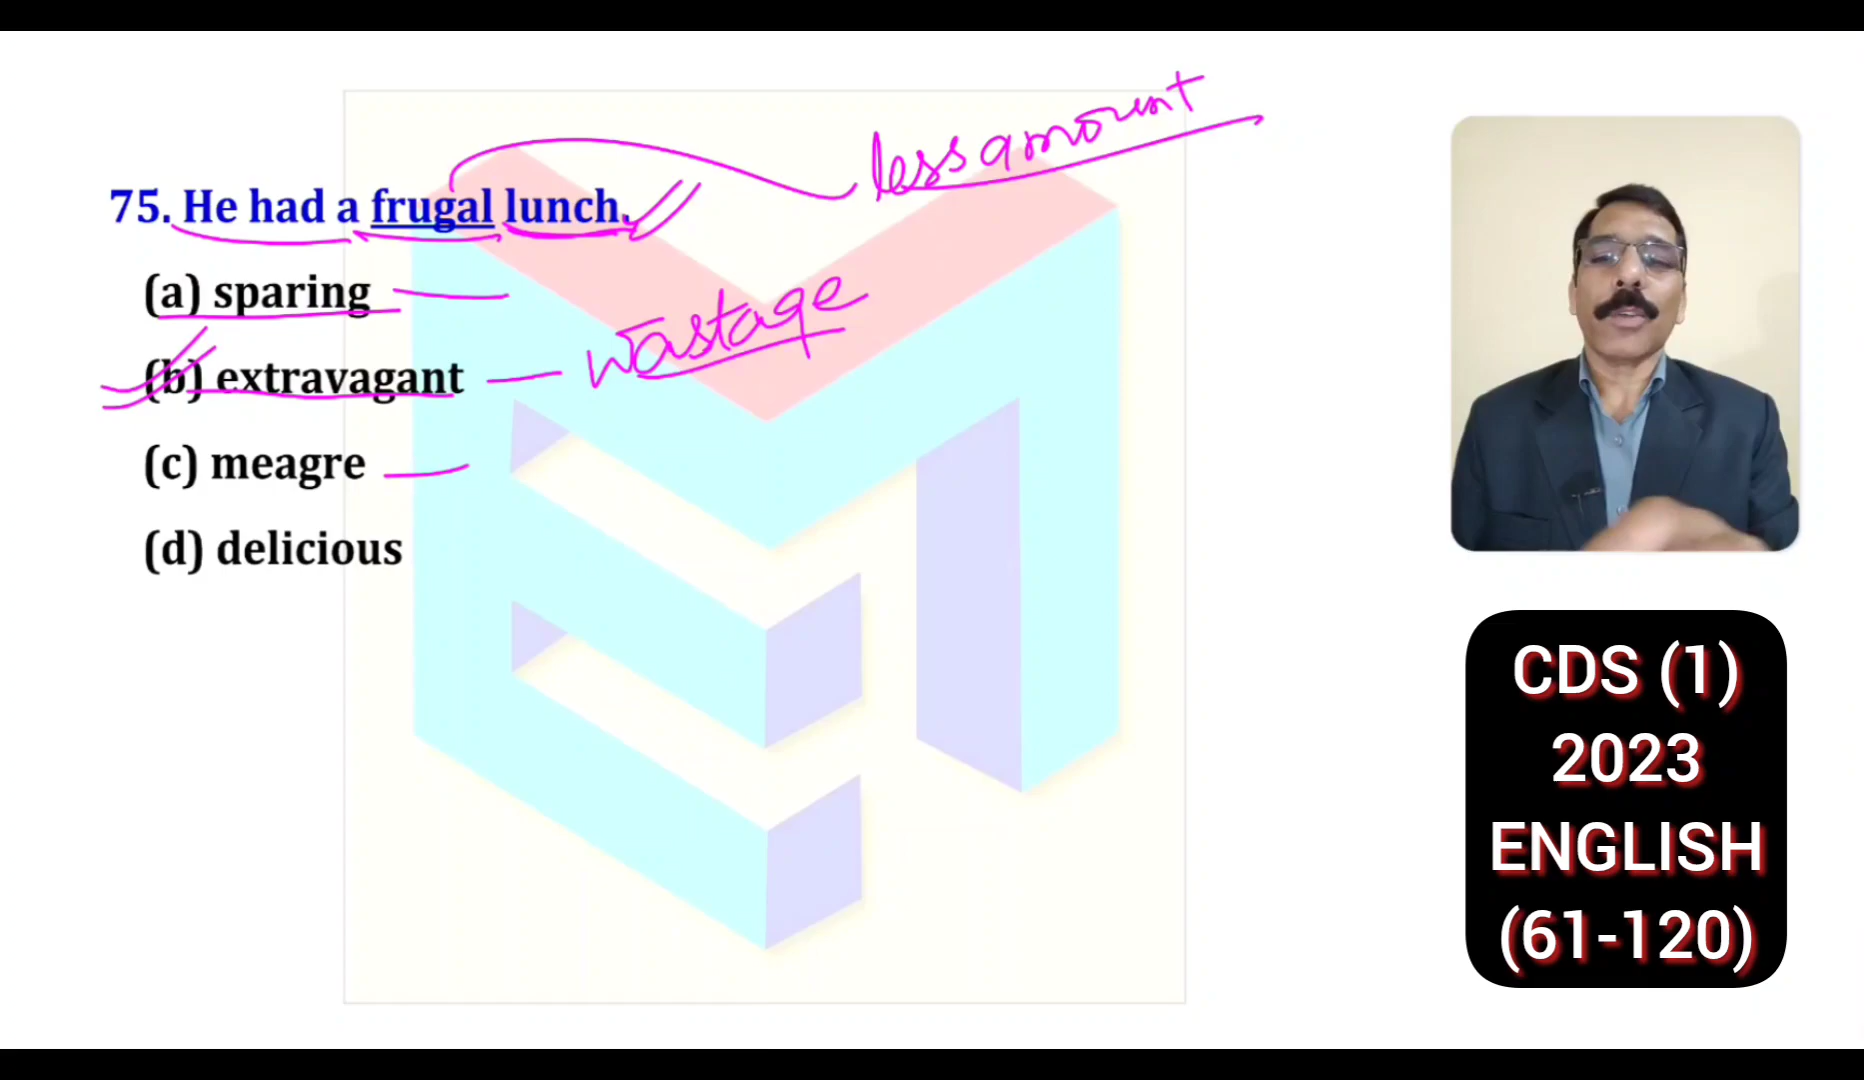 less amount
75. He had a frugal lunch.
(a) sparing
wastage
(b) extravagant
(c) meagre
(d) delicious
CDS (1)
2023
ENGLISH
(61-120)